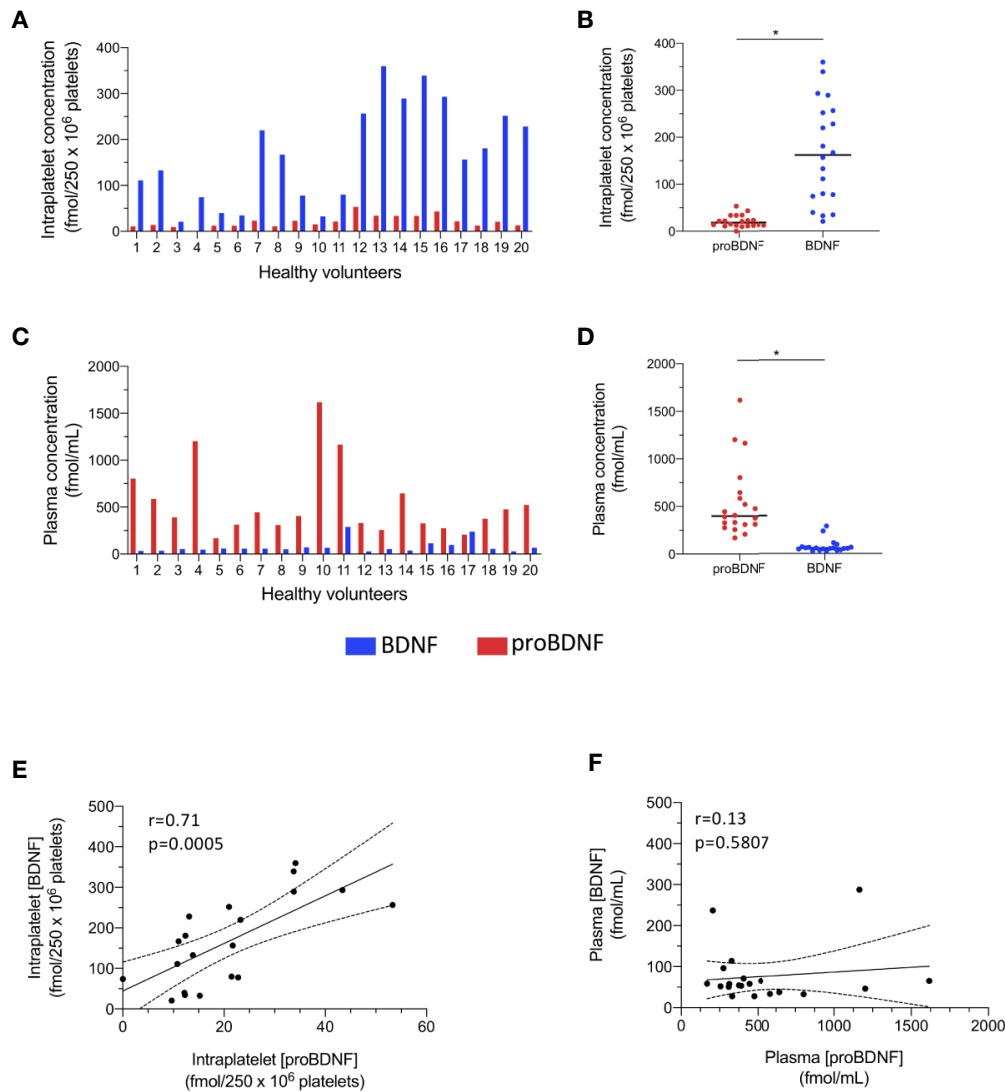 A
Intraplatelet concentration
(fmol/250 x 10⁶ platelets)
400
300
200
100
0
1 2 3 4 5 6 7 8 9 10 11 12 13 14 15 16 17 18 19 20
Healthy volunteers
B
Intraplatelet concentration
(fmol/250 x 10⁶ platelets)
400
300
200
100
0
*
proBDNF BDNF
C
Plasma concentration
(fmol/mL)
2000
1500
1000
500
0
1 2 3 4 5 6 7 8 9 10 11 12 13 14 15 16 17 18 19 20
Healthy volunteers
D
Plasma concentration
(fmol/mL)
2000
1500
1000
500
0
*
proBDNF BDNF
BDNF proBDNF
E
Intraplatelet [BDNF]
(fmol/250 x 10⁶ platelets)
500
400
300
200
100
0
r=0.71
p=0.0005
0 20 40 60
Intraplatelet [proBDNF]
(fmol/250 x 10⁶ platelets)
F
Plasma [BDNF]
(fmol/mL)
500
400
300
200
100
0
r=0.13
p=0.5807
0 500 1000 1500 2000
Plasma [proBDNF]
(fmol/mL)